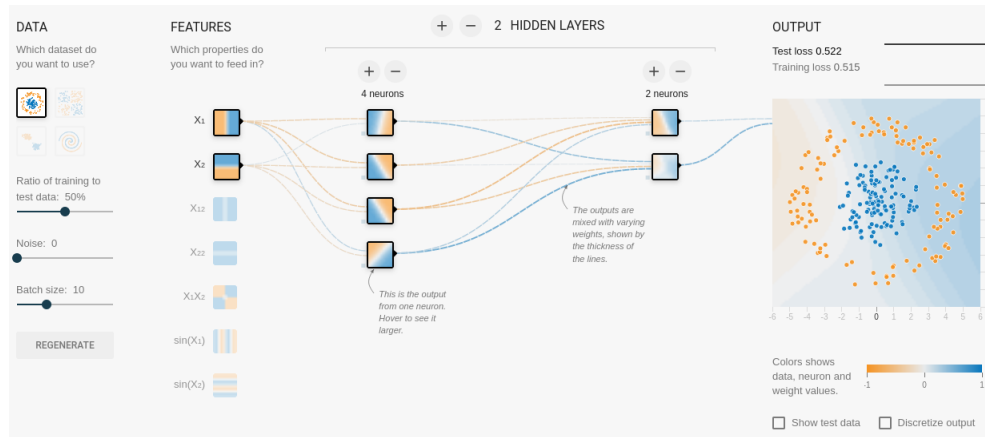 DATA
Which dataset do
you want to use?
Ratio of training to
test data: 50%
Noise: 0
Batch size: 10
REGENERATE
FEATURES
Which properties do
you want to feed in?
X1
X2
X12
X22
X1X2
sin(X1)
sin(X2)
+ − 2 HIDDEN LAYERS
+ −
4 neurons
+ −
2 neurons
This is the output
from one neuron.
Hover to see it
larger.
The outputs are
mixed with varying
weights, shown by
the thickness of
the lines.
OUTPUT
Test loss 0.522
Training loss 0.515
-6 -5 -4 -3 -2 -1 0 1 2 3 4 5 6
Colors shows
data, neuron and
weight values.
-1 0 1
Show test data
Discretize output